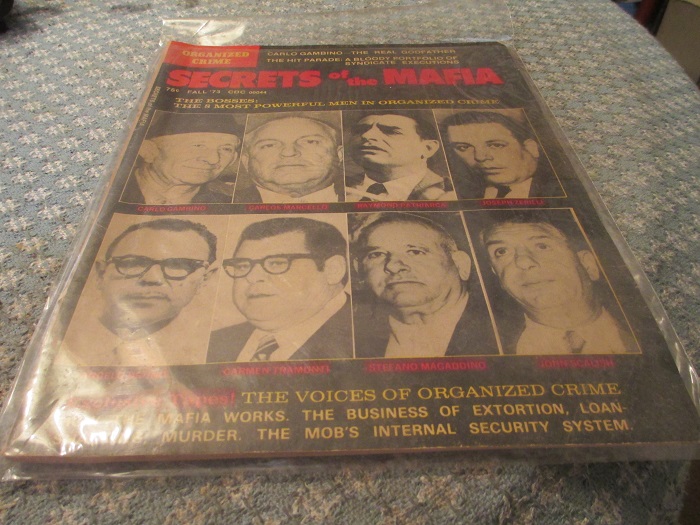 ORGANIZED
CRIME
CARLO GAMBINO - THE REAL GODFATHER
THE HIT PARADE: A BLOODY PORTFOLIO OF
SYNDICATE EXECUTIONS
SECRETS of the MAFIA
75¢ FALL '73 CDC
THE BOSSES:
THE 8 MOST POWERFUL MEN IN ORGANIZED CRIME
CARLO GAMBINO CARLOS MARCELLO RAYMOND PATRIARCA JOSEPH ZERILLI
CARMEN TRAMUNTI STEFANO MAGADDINO JOHN SCALISH
THE VOICES OF ORGANIZED CRIME
MAFIA WORKS. THE BUSINESS OF EXTORTION, LOAN-
MURDER. THE MOB'S INTERNAL SECURITY SYSTEM.